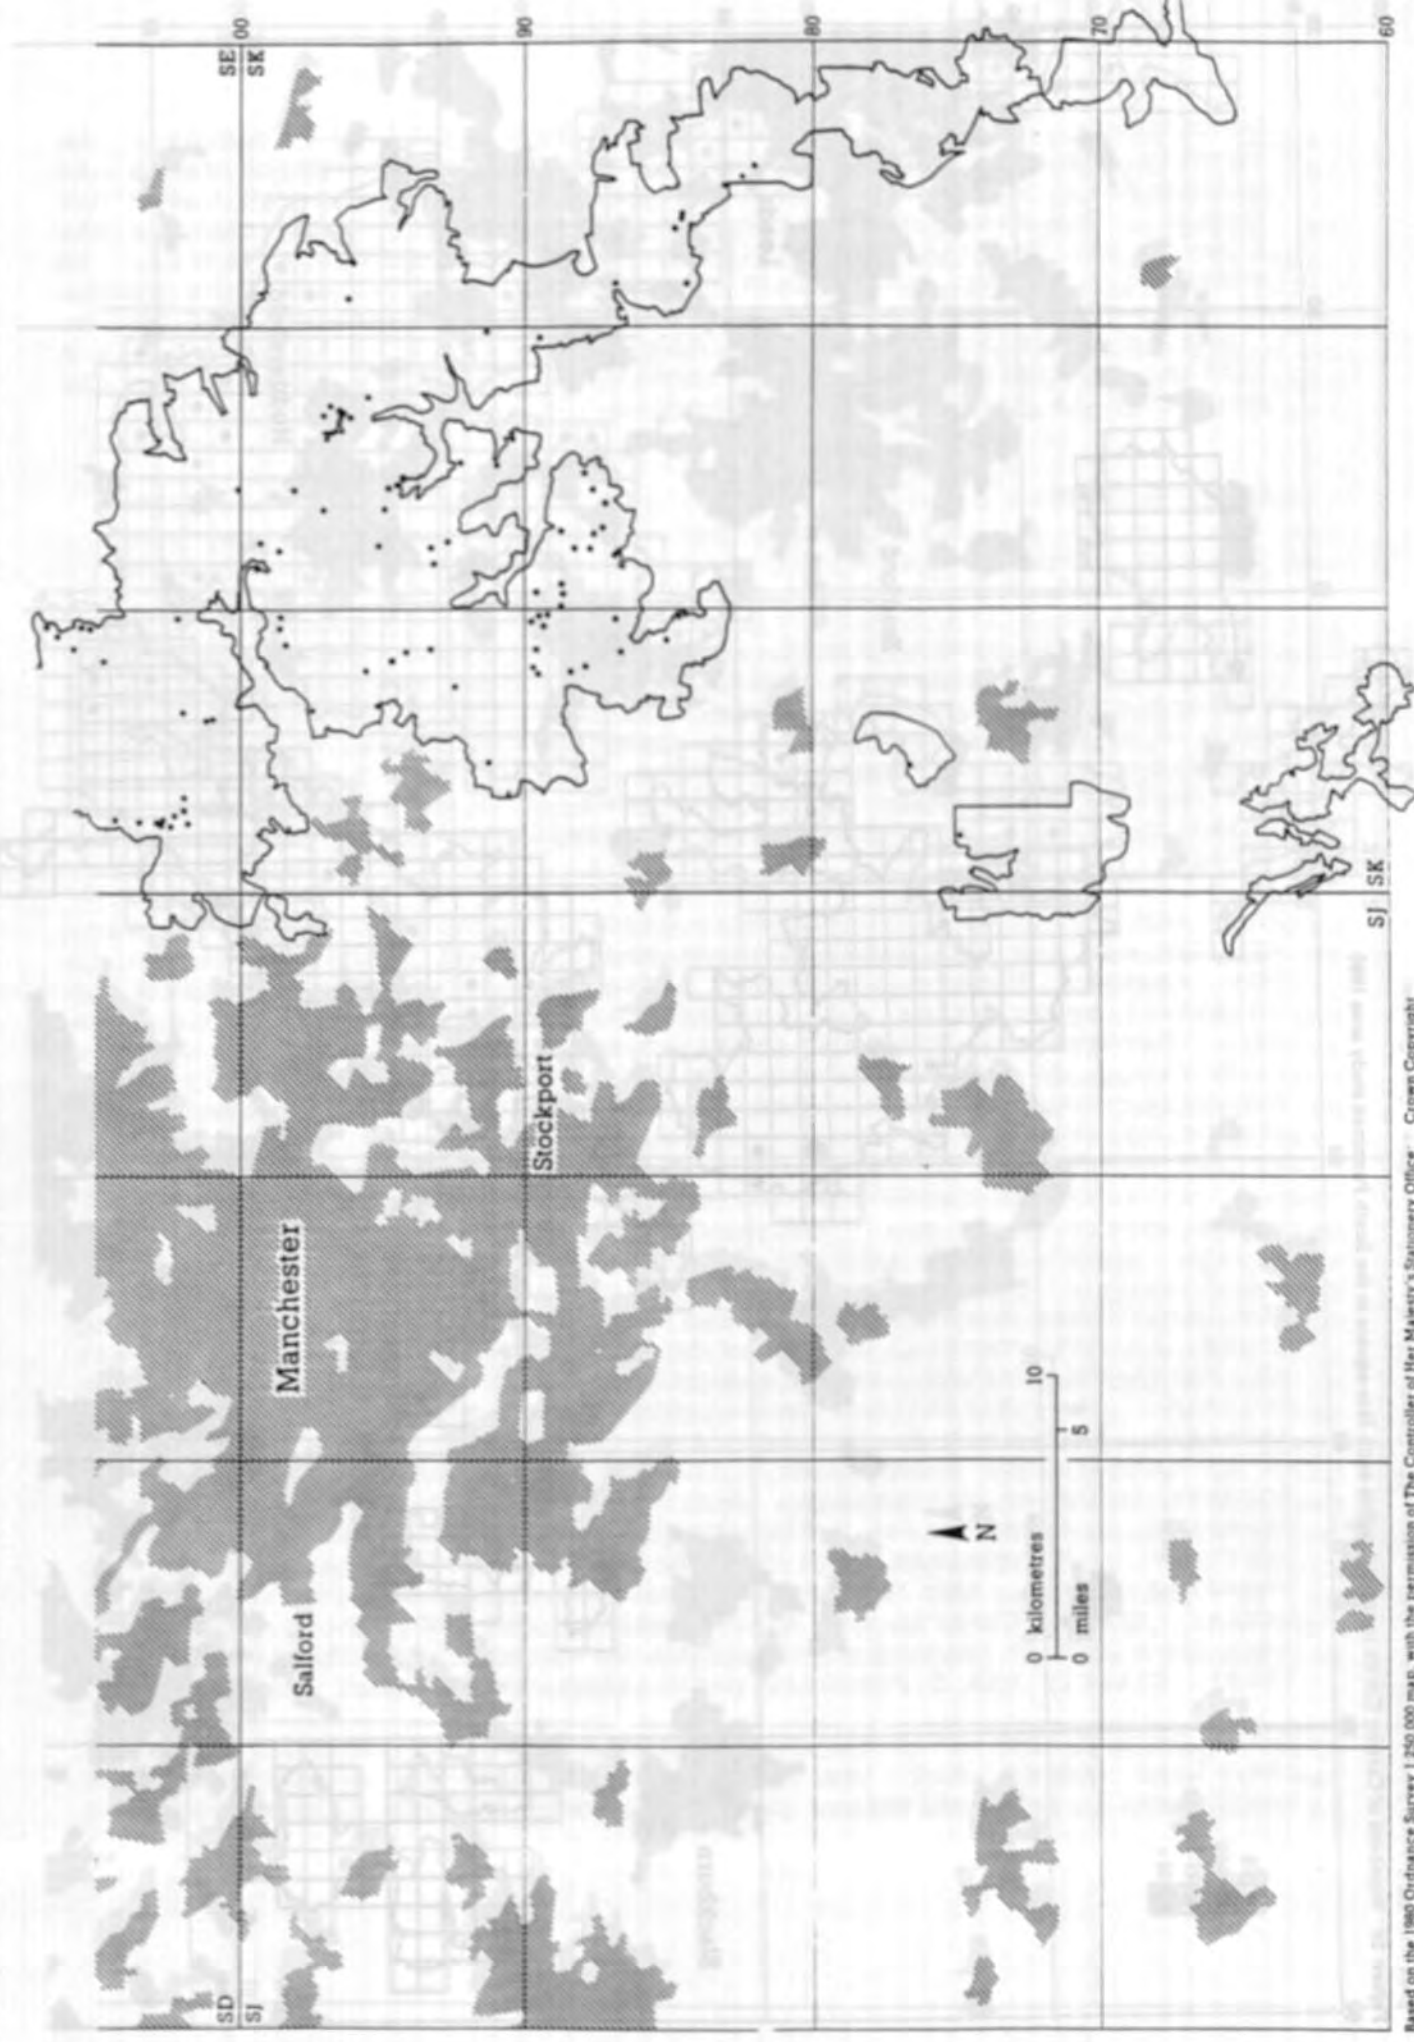 SE
SK
00
90
80
70
60
SJ
SK
Stockport
Manchester
Salford
SD
SJ
N
0 kilometres 10
0 miles 5
Based on the 1980 Ordnance Survey 1:250 000 map, with the permission of The Controller of Her Majesty's Stationery Office. Crown Copyright